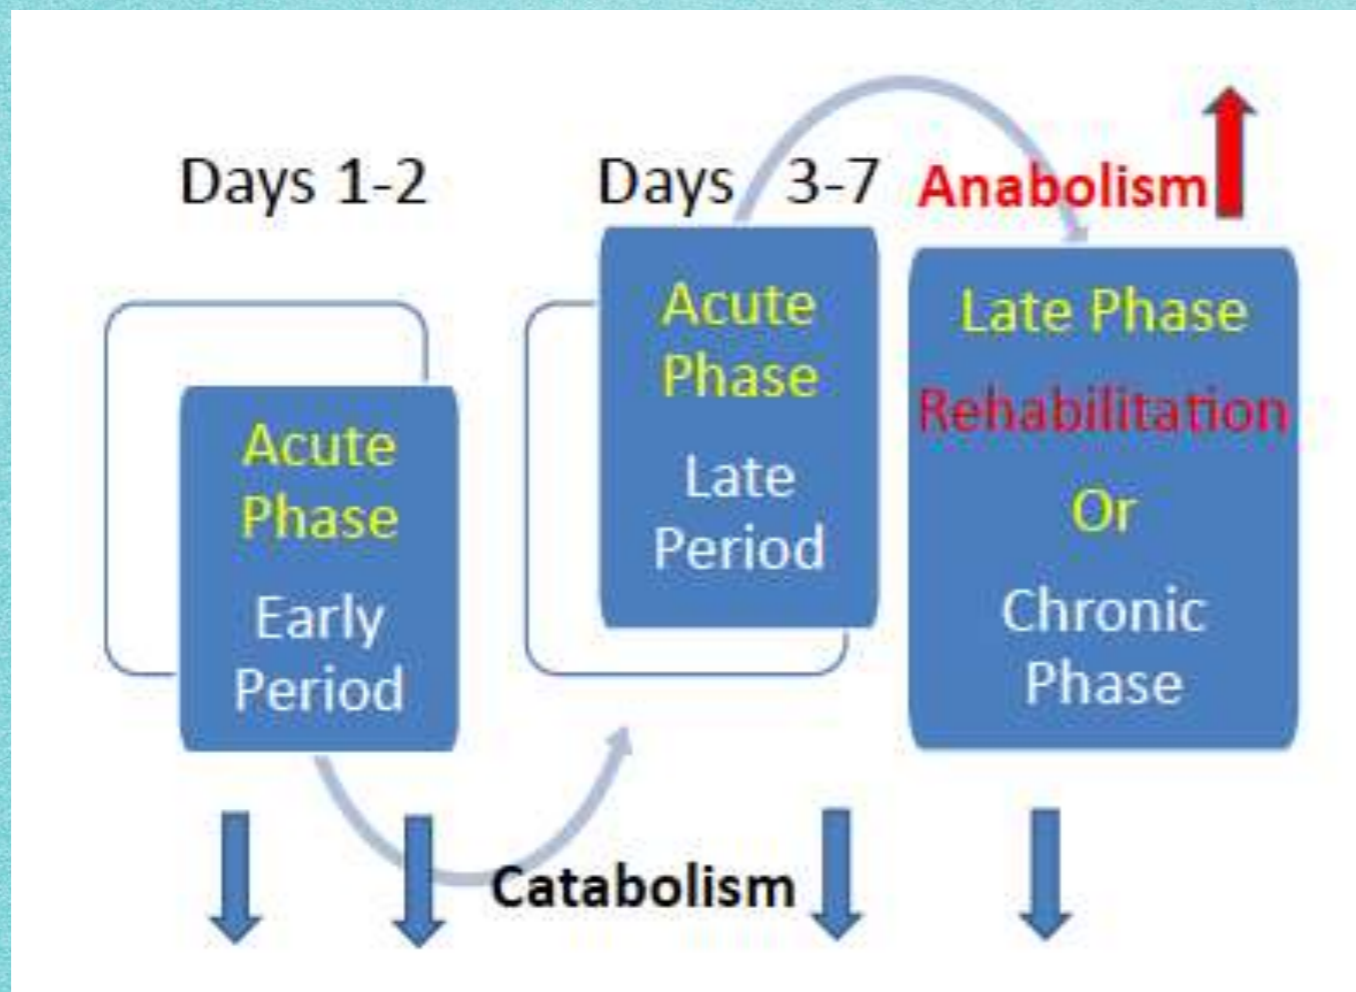 Days 1-2
Acute
Phase
Early
Period
Days 3-7
Acute
Phase
Late
Period
Anabolism
Late Phase
Rehabilitation
Or
Chronic
Phase
Catabolism